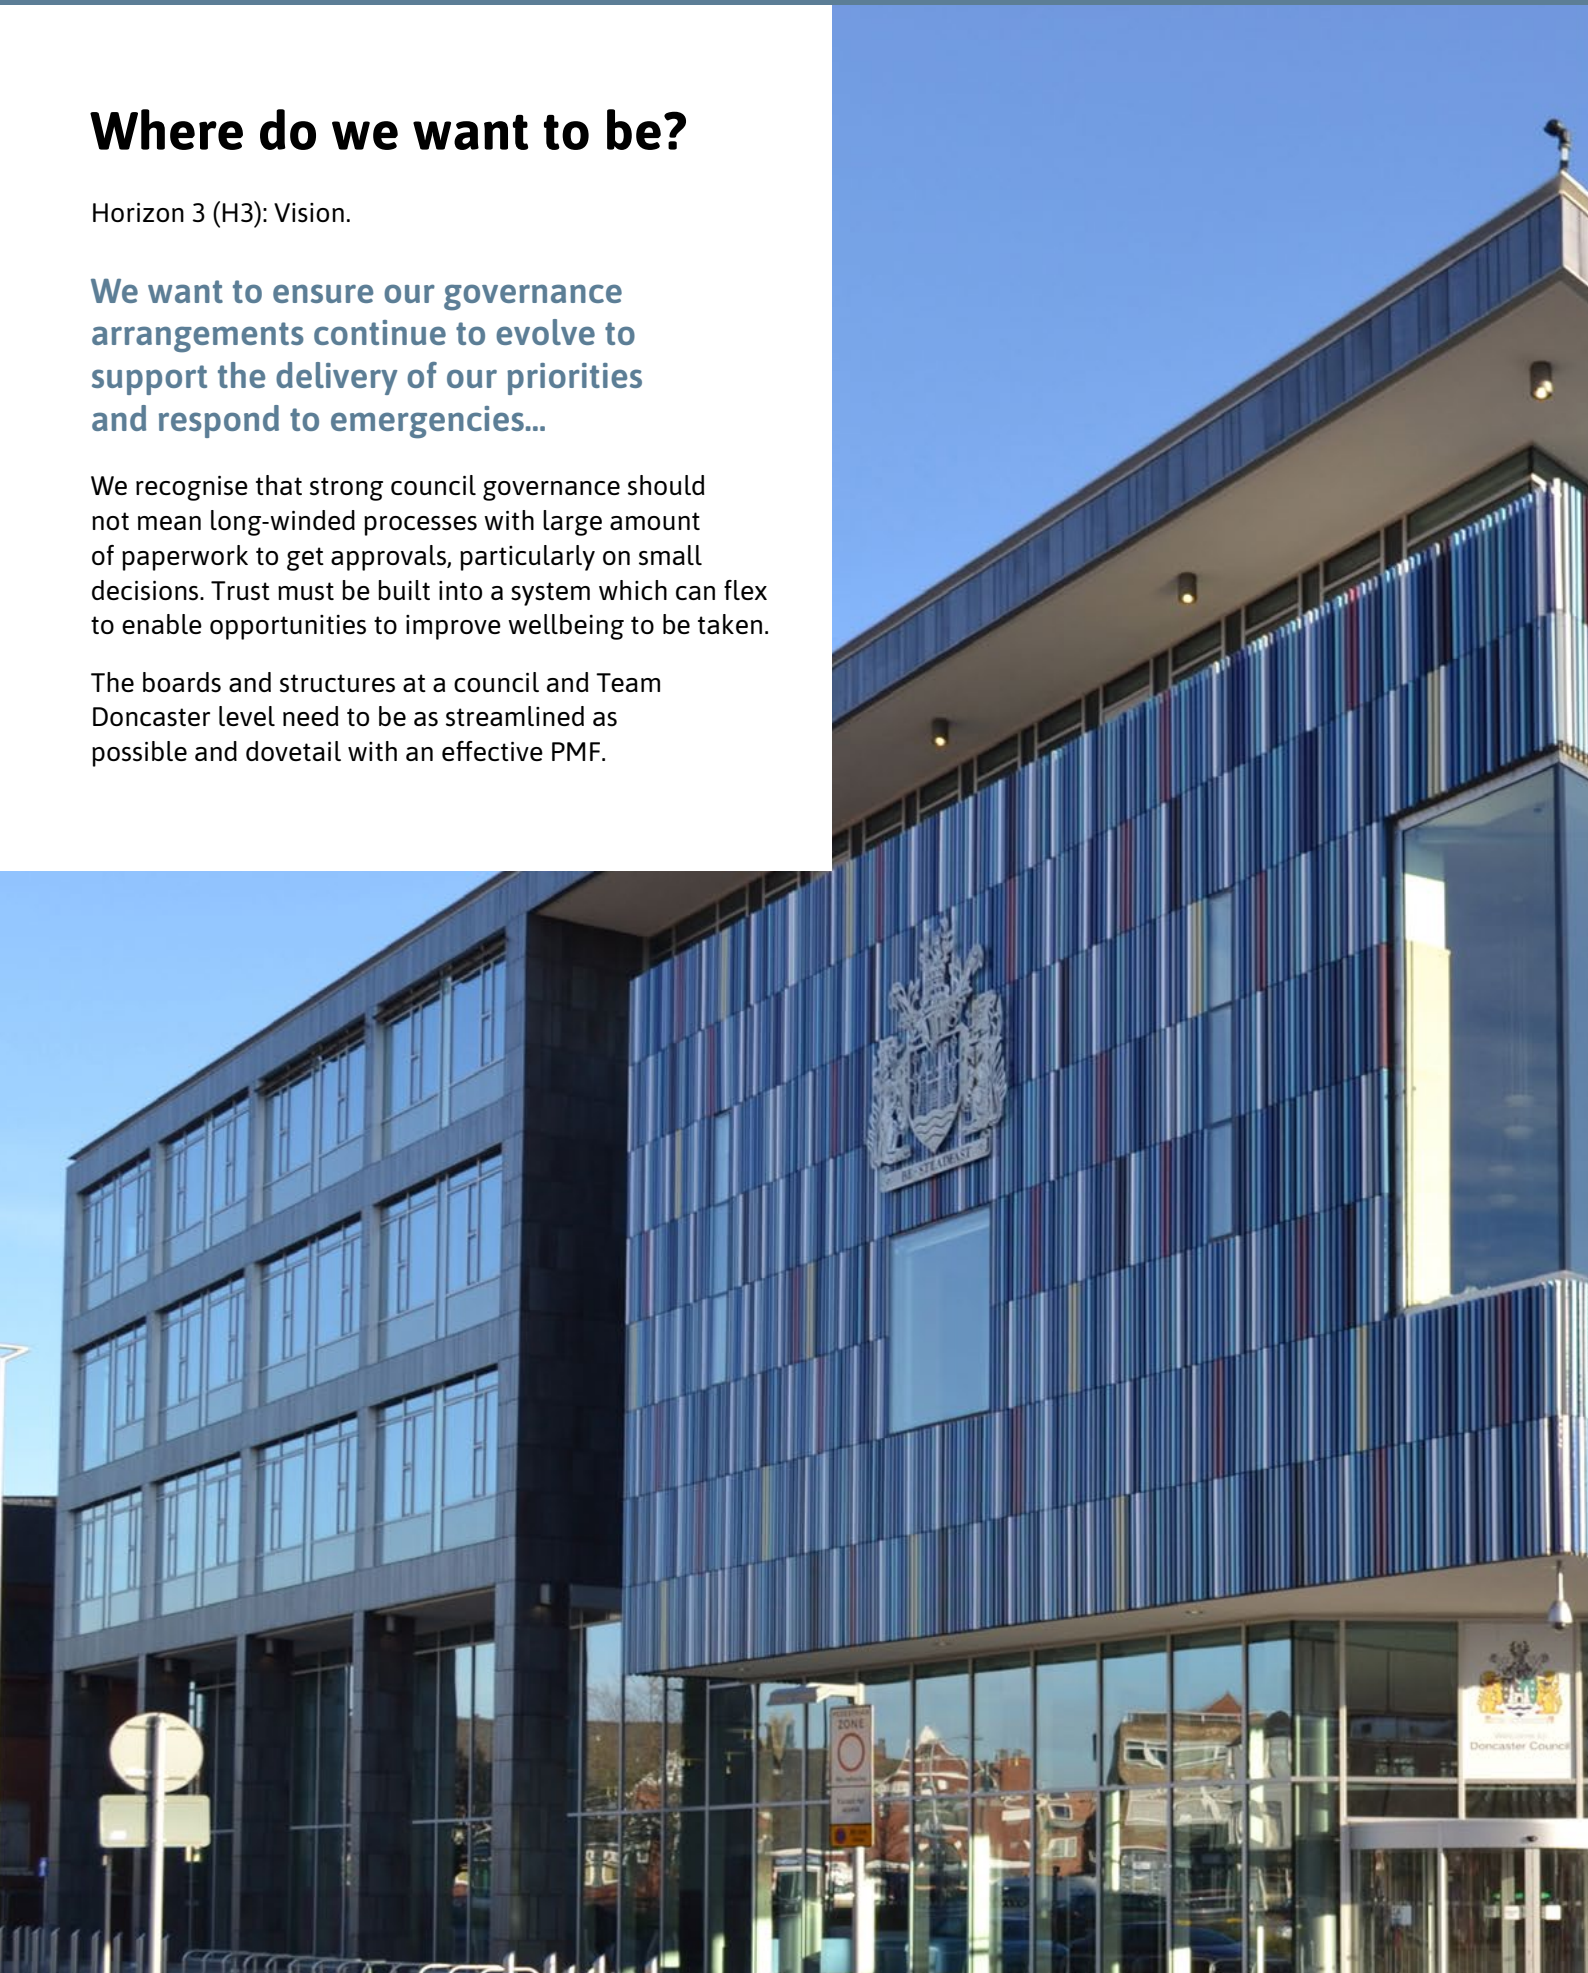 Where do we want to be?
Horizon 3 (H3): Vision.
We want to ensure our governance
arrangements continue to evolve to
support the delivery of our priorities
and respond to emergencies...
We recognise that strong council governance should
not mean long-winded processes with large amount
of paperwork to get approvals, particularly on small
decisions. Trust must be built into a system which can flex
to enable opportunities to improve wellbeing to be taken.
The boards and structures at a council and Team
Doncaster level need to be as streamlined as
possible and dovetail with an effective PMF.
BE·STEADFAST
PEDESTRIAN
ZONE
No vehicles
Doncaster Council